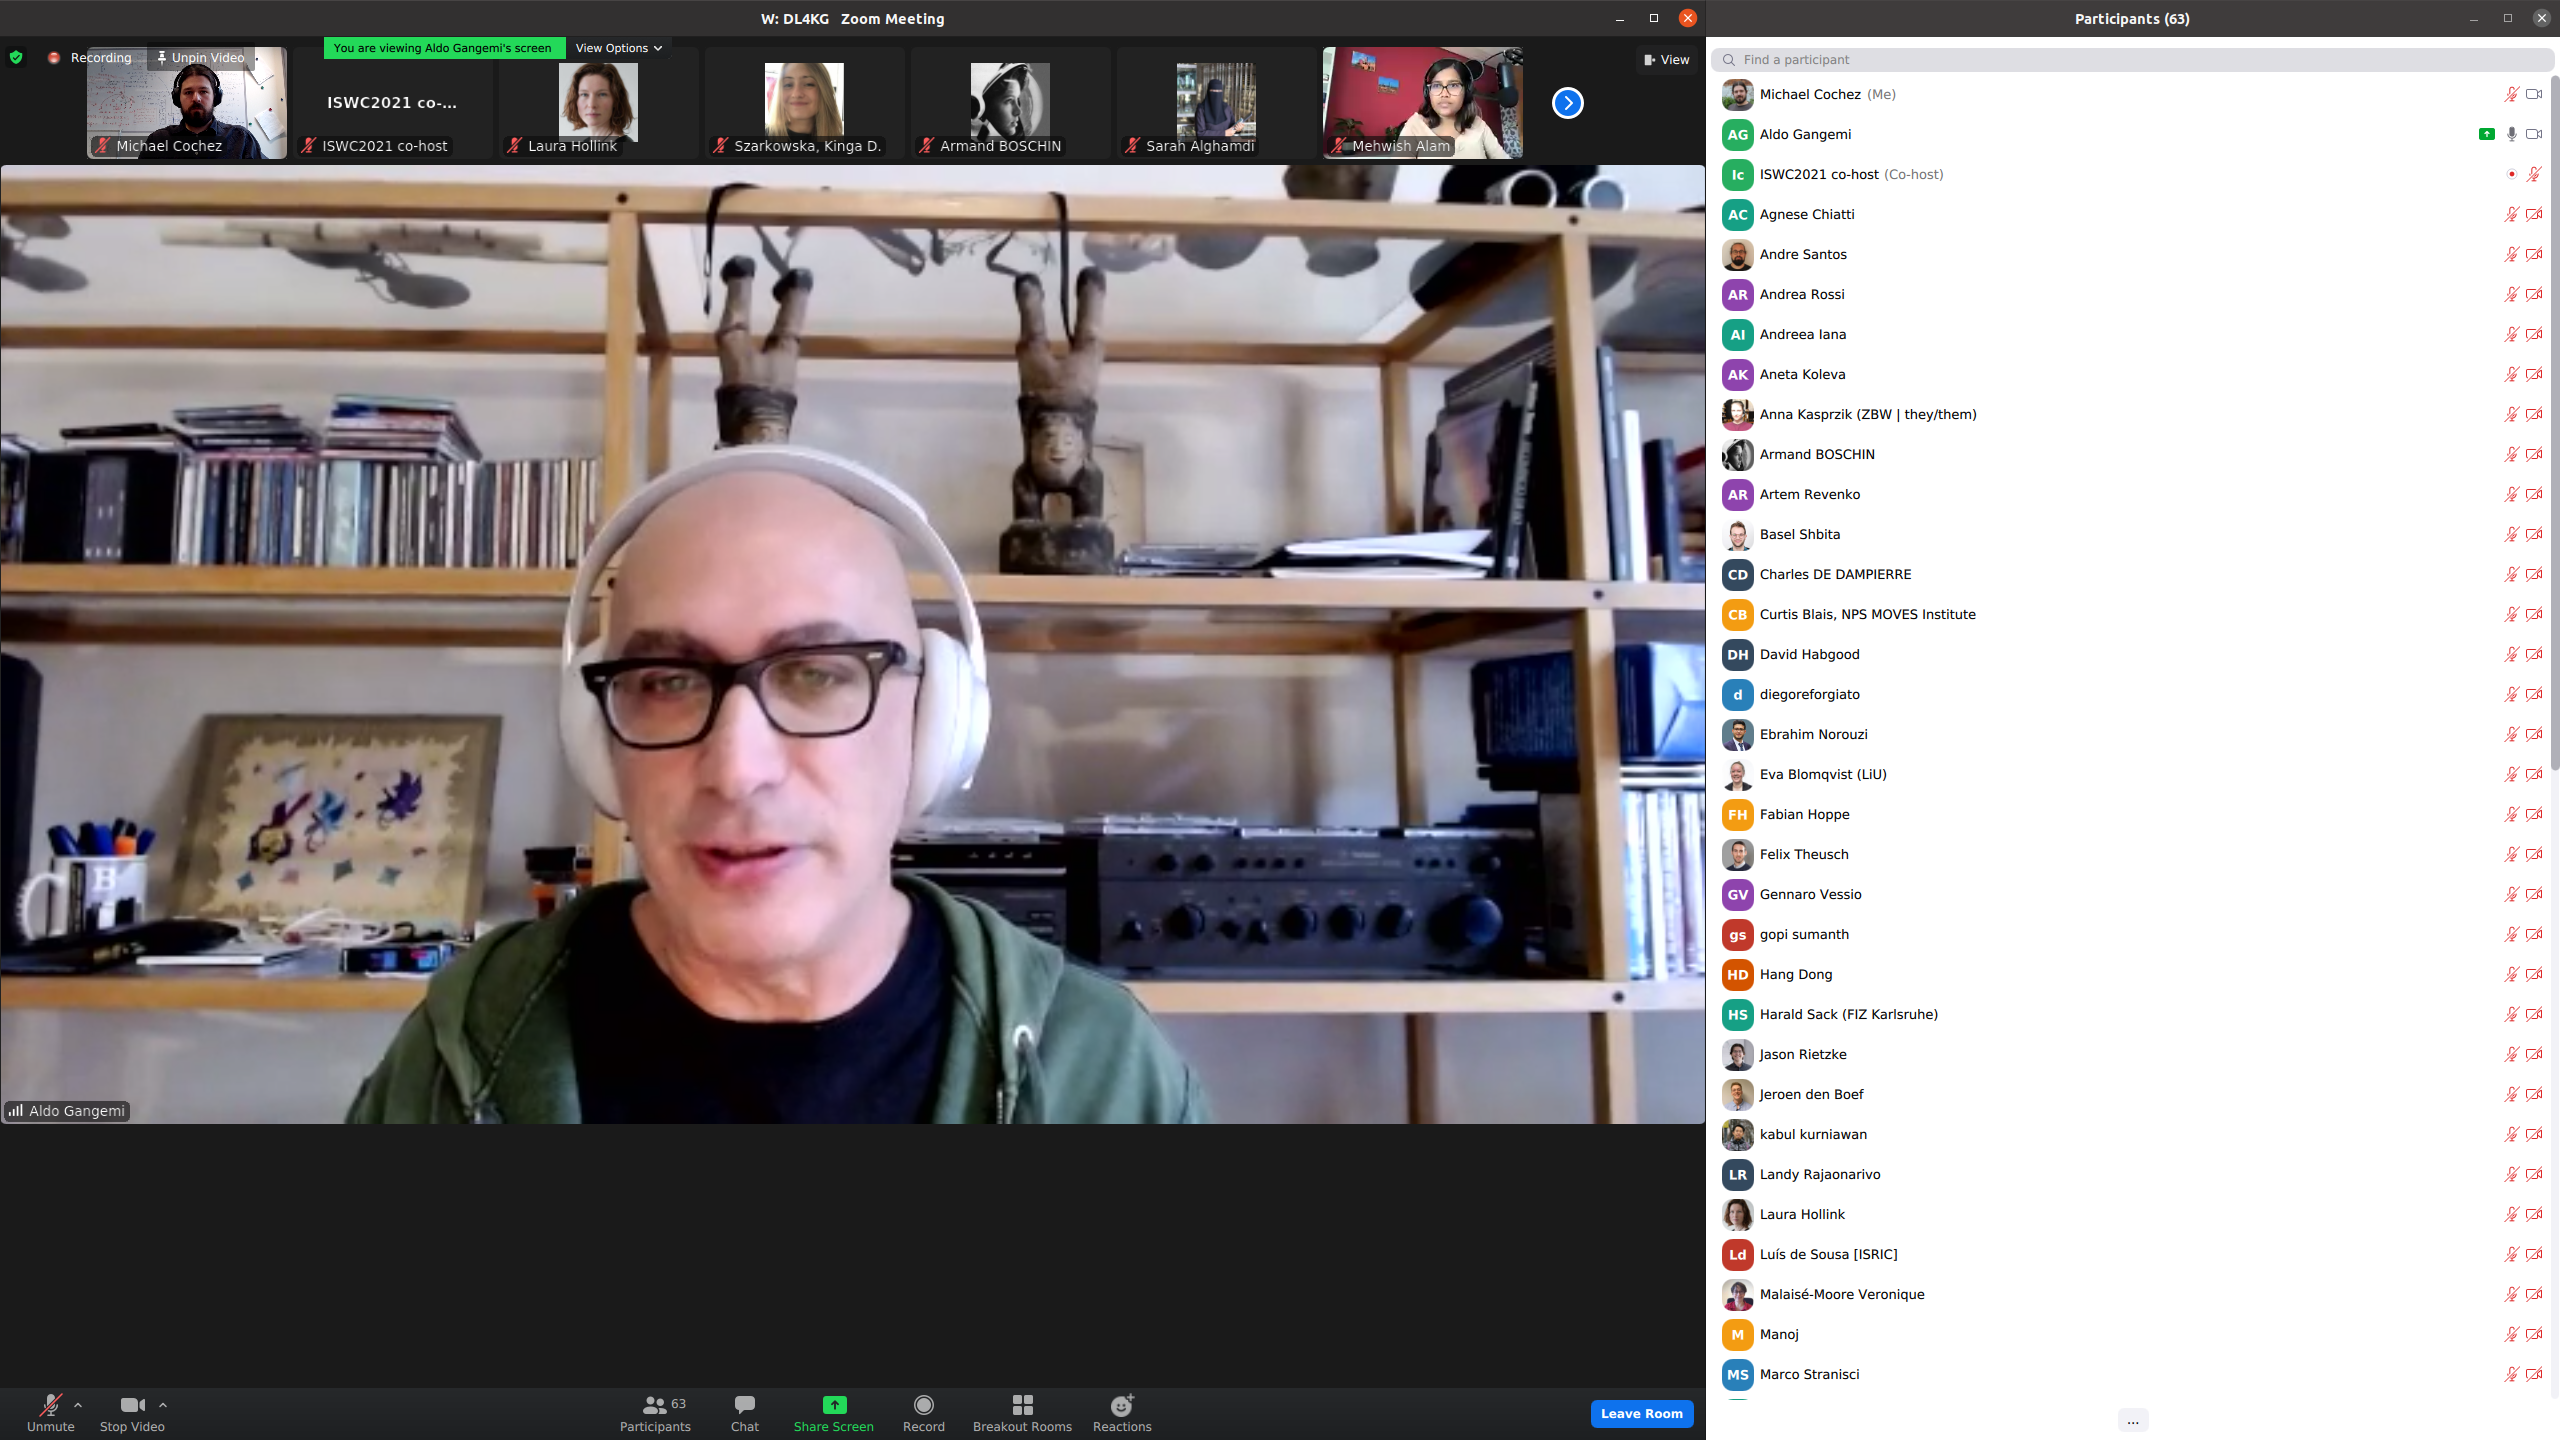 W: DL4KG Zoom Meeting
Recording
Unpin Video
You are viewing Aldo Gangemi's screen
View Options
View
ISWC2021 co-...
Michael Cochez
ISWC2021 co-host
Laura Hollink
Szarkowska, Kinga D.
Armand BOSCHIN
Sarah Alghamdi
Mehwish Alam
B
Aldo Gangemi
Unmute
Stop Video
63
Participants
Chat
Share Screen
Record
Breakout Rooms
Reactions
Leave Room
Participants (63)
Find a participant
Michael Cochez (Me)
AG Aldo Gangemi
Ic ISWC2021 co-host (Co-host)
AC Agnese Chiatti
Andre Santos
AR Andrea Rossi
AI Andreea Iana
AK Aneta Koleva
Anna Kasprzik (ZBW | they/them)
Armand BOSCHIN
AR Artem Revenko
Basel Shbita
CD Charles DE DAMPIERRE
CB Curtis Blais, NPS MOVES Institute
DH David Habgood
d diegoreforgiato
Ebrahim Norouzi
Eva Blomqvist (LiU)
FH Fabian Hoppe
Felix Theusch
GV Gennaro Vessio
gs gopi sumanth
HD Hang Dong
HS Harald Sack (FIZ Karlsruhe)
Jason Rietzke
Jeroen den Boef
kabul kurniawan
LR Landy Rajaonarivo
Laura Hollink
Ld Luís de Sousa [ISRIC]
Malaisé-Moore Veronique
M Manoj
MS Marco Stranisci
...